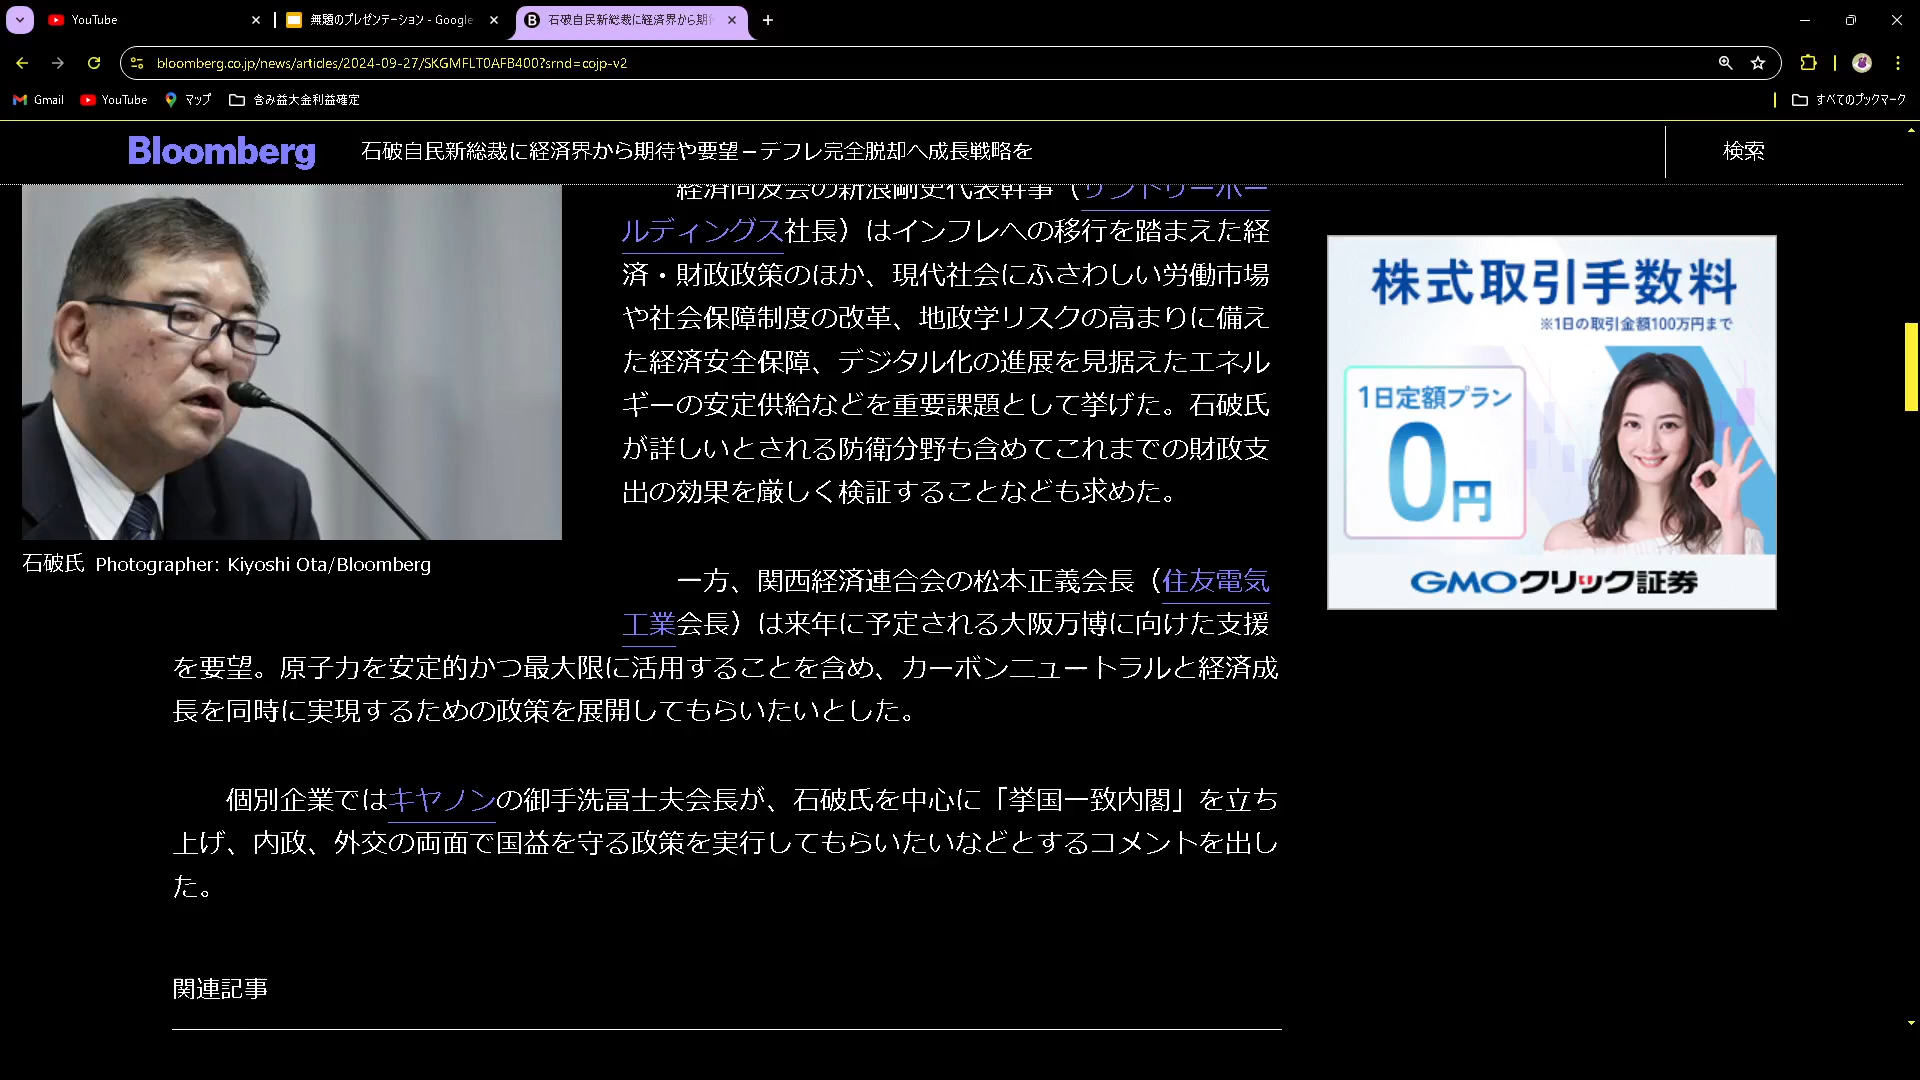 YouTube
無題のプレゼンテーション - Google
石破自民新総裁に経済界から期
bloomberg.co.jp/news/articles/2024-09-27/SKGMFLT0AFB400?srnd=cojp-v2
Gmail
YouTube
マップ
含み益大金利益確定
すべてのブックマーク
Bloomberg
石破自民新総裁に経済界から期待や要望－デフレ完全脱却へ成長戦略を
検索
経済同友会の新浪剛史代表幹事（サントリーホー
ルディングス社長）はインフレへの移行を踏まえた経
済・財政政策のほか、現代社会にふさわしい労働市場
や社会保障制度の改革、地政学リスクの高まりに備え
た経済安全保障、デジタル化の進展を見据えたエネル
ギーの安定供給などを重要課題として挙げた。石破氏
が詳しいとされる防衛分野も含めてこれまでの財政支
出の効果を厳しく検証することなども求めた。
石破氏 Photographer: Kiyoshi Ota/Bloomberg
一方、関西経済連合会の松本正義会長（住友電気
工業会長）は来年に予定される大阪万博に向けた支援
を要望。原子力を安定的かつ最大限に活用することを含め、カーボンニュートラルと経済成
長を同時に実現するための政策を展開してもらいたいとした。
個別企業ではキヤノンの御手洗冨士夫会長が、石破氏を中心に「挙国一致内閣」を立ち
上げ、内政、外交の両面で国益を守る政策を実行してもらいたいなどとするコメントを出し
た。
関連記事
株式取引手数料
※1日の取引金額100万円まで
1日定額プラン
0円
GMOクリック証券